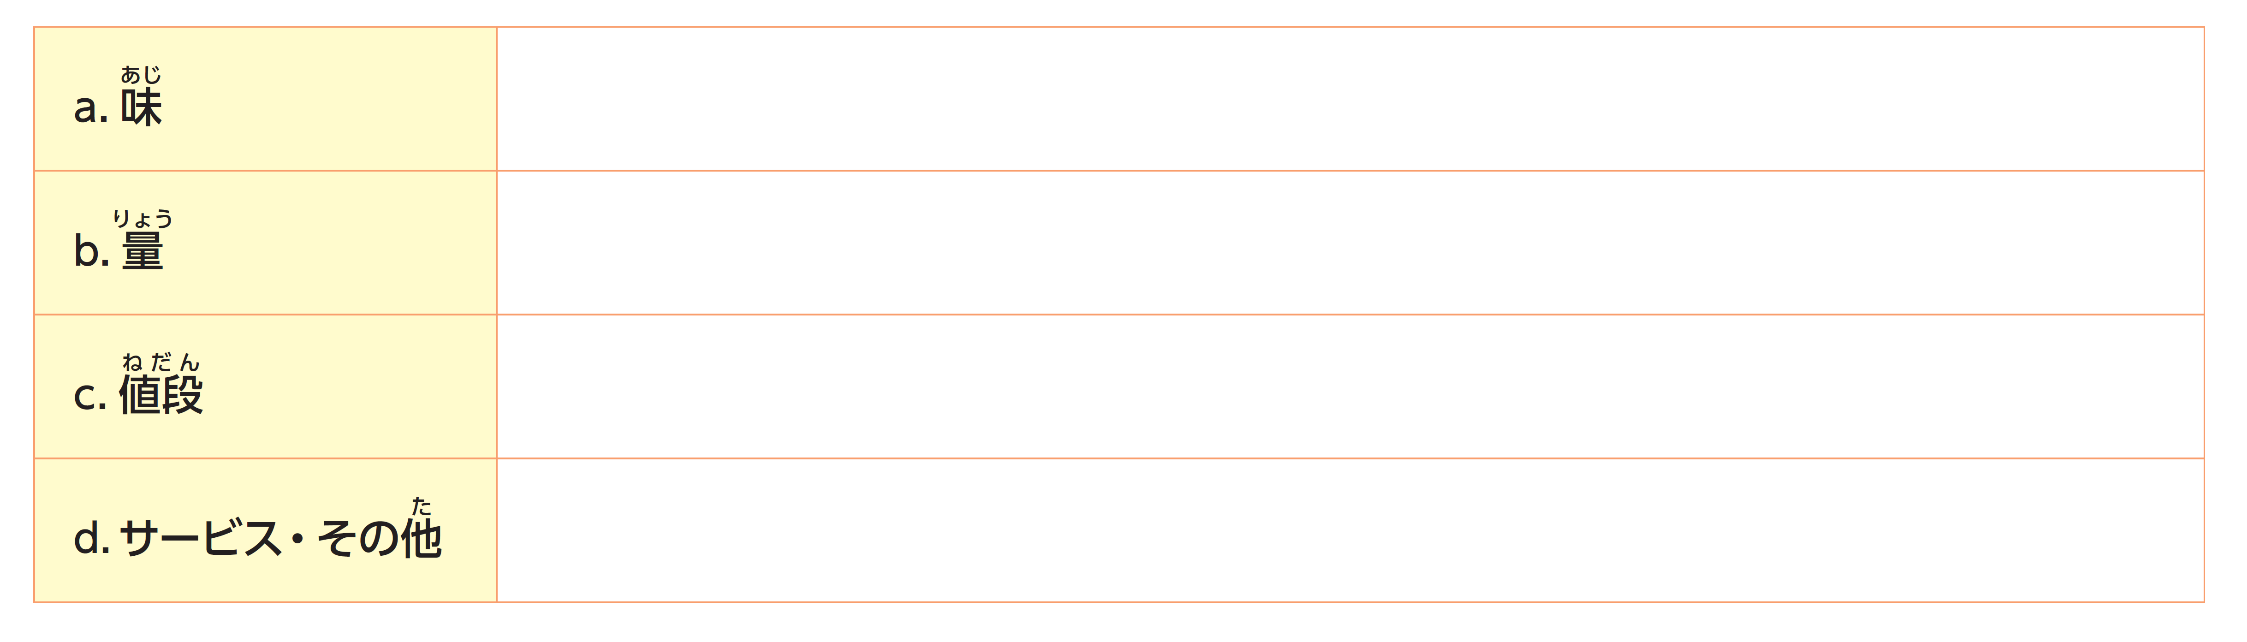 a. 味
あじ
b. 量
りょう
c. 値段
ねだん
d. サービス・その他
た